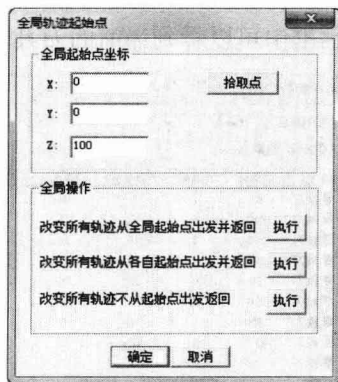 全局轨迹起始点
全局起始点坐标
X: 0
拾取点
Y: 0
Z: 100
全局操作
改变所有轨迹从全局起始点出发并返回 执行
改变所有轨迹从各自起始点出发并返回 执行
改变所有轨迹不从起始点出发返回 执行
确定 取消